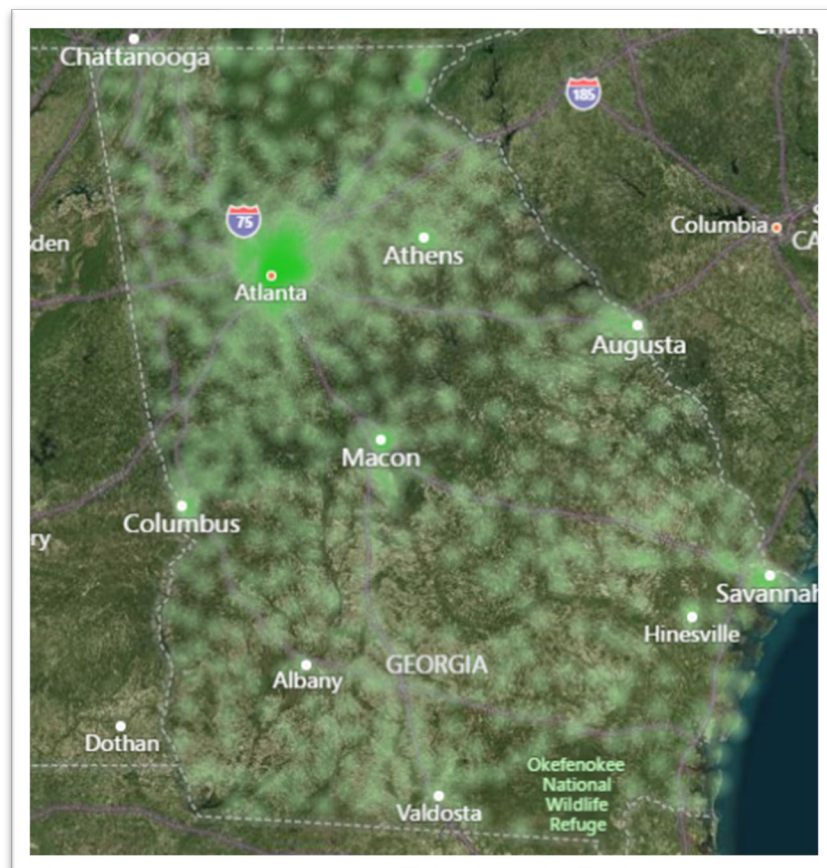 Chattanooga
185
75
Columbia
den
Athens
CA
Atlanta
Augusta
Macon
Columbus
ry
Savannah
Hinesville
GEORGIA
Albany
Dothan
Okefenokee
National
Wildlife
Refuge
Valdosta